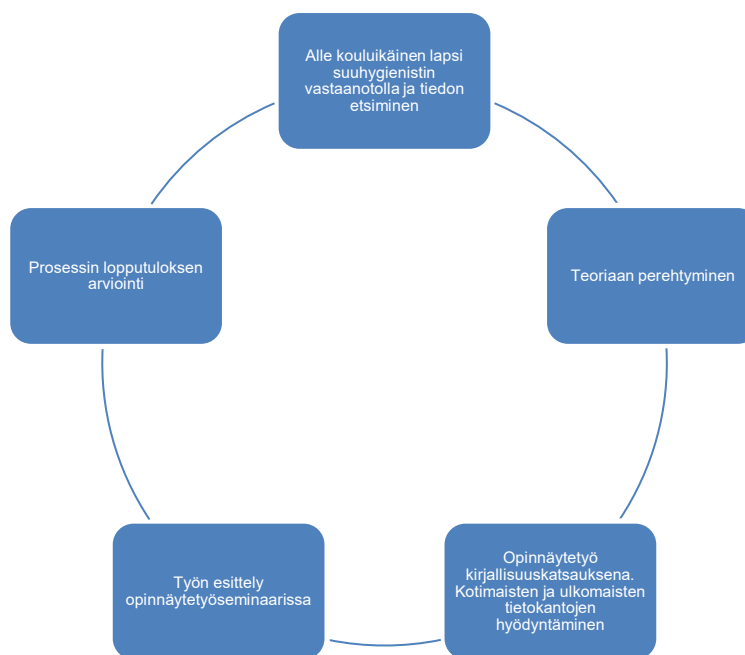 Alle kouluikäinen lapsi
suuhygienistin
vastaanotolla ja tiedon
etsiminen
Teoriaan perehtyminen
Opinnäytetyö
kirjallisuuskatsauksena.
Kotimaisten ja ulkomaisten
tietokantojen
hyödyntäminen
Työn esittely
opinnäytetyöseminaarissa
Prosessin lopputuloksen
arviointi